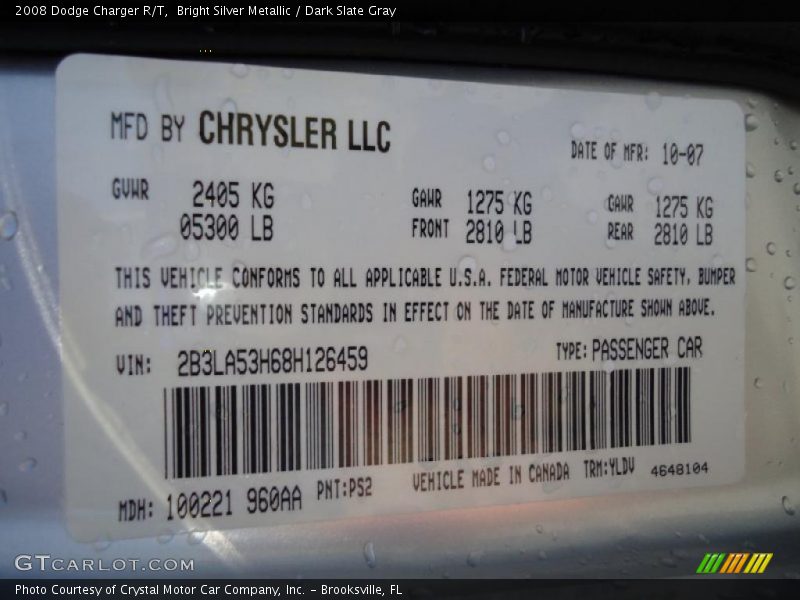 2008 Dodge Charger R/T,  Bright Silver Metallic / Dark Slate Gray
MFD BY CHRYSLER LLC
DATE OF MFR: 10-07
GVWR 2405 KG
05300 LB
GAWR 1275 KG
FRONT 2810 LB
GAWR 1275 KG
REAR 2810 LB
THIS VEHICLE CONFORMS TO ALL APPLICABLE U.S.A. FEDERAL MOTOR VEHICLE SAFETY, BUMPER
AND THEFT PREVENTION STANDARDS IN EFFECT ON THE DATE OF MANUFACTURE SHOWN ABOVE.
VIN: 2B3LA53H68H126459
TYPE: PASSENGER CAR
MDH: 100221 960AA PNT:PS2
VEHICLE MADE IN CANADA TRM:YLDV 4648104
GTCARLOT.COM
Photo Courtesy of Crystal Motor Car Company, Inc. – Brooksville, FL